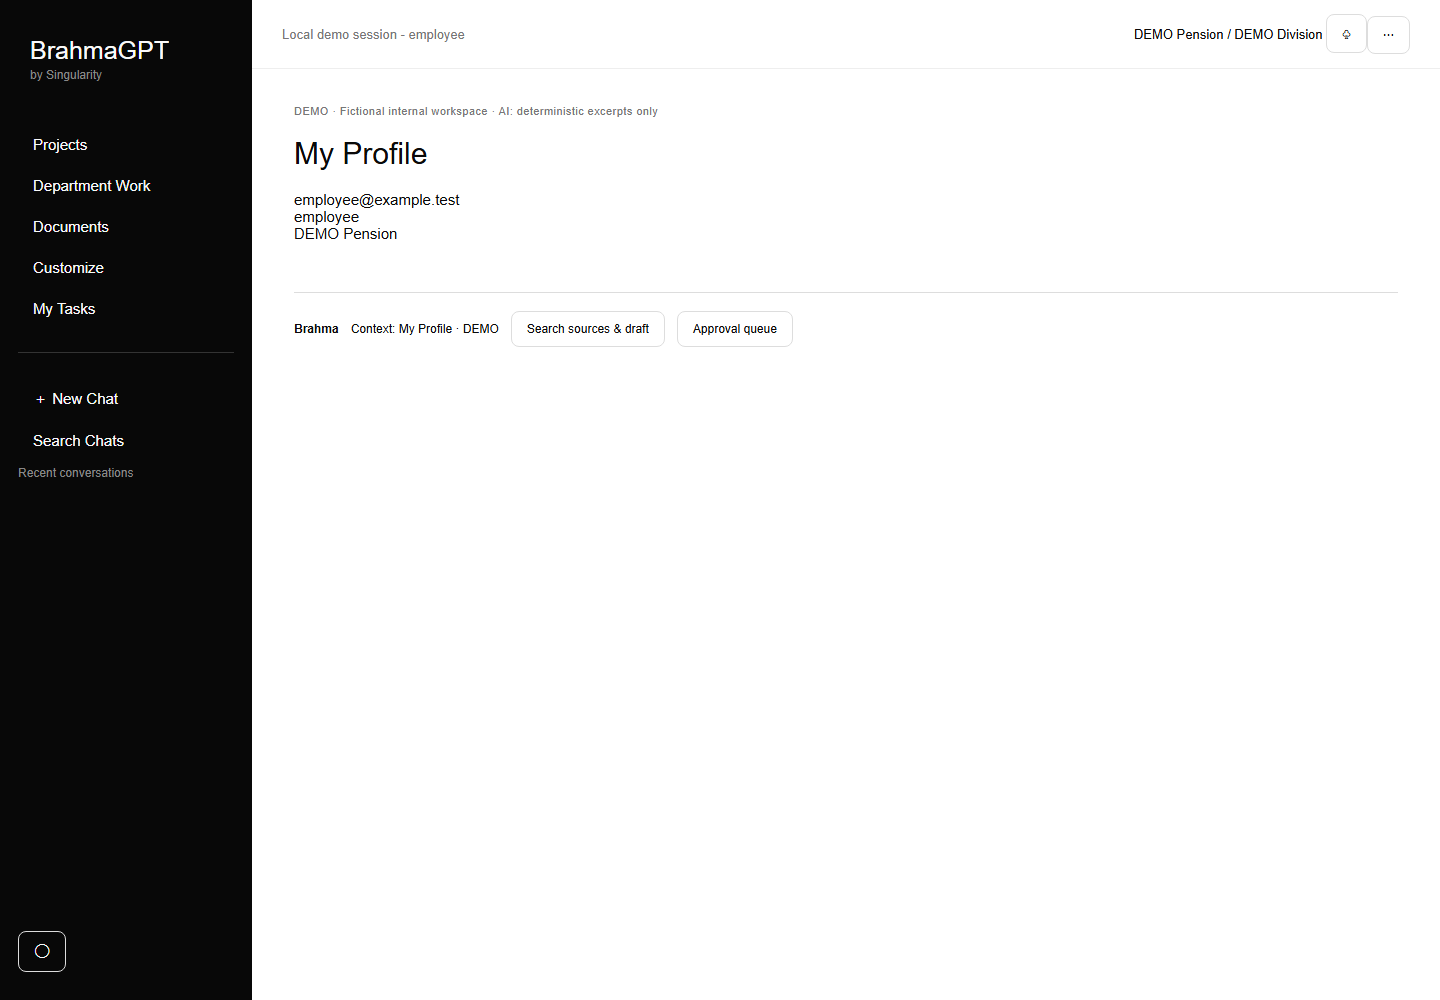 BrahmaGPT
by Singularity
Projects
Department Work
Documents
Customize
My Tasks
+ New Chat
Search Chats
Recent conversations
Local demo session - employee
DEMO Pension / DEMO Division
...
DEMO · Fictional internal workspace · AI: deterministic excerpts only
My Profile
employee@example.test
employee
DEMO Pension
Brahma Context: My Profile · DEMO Search sources & draft Approval queue